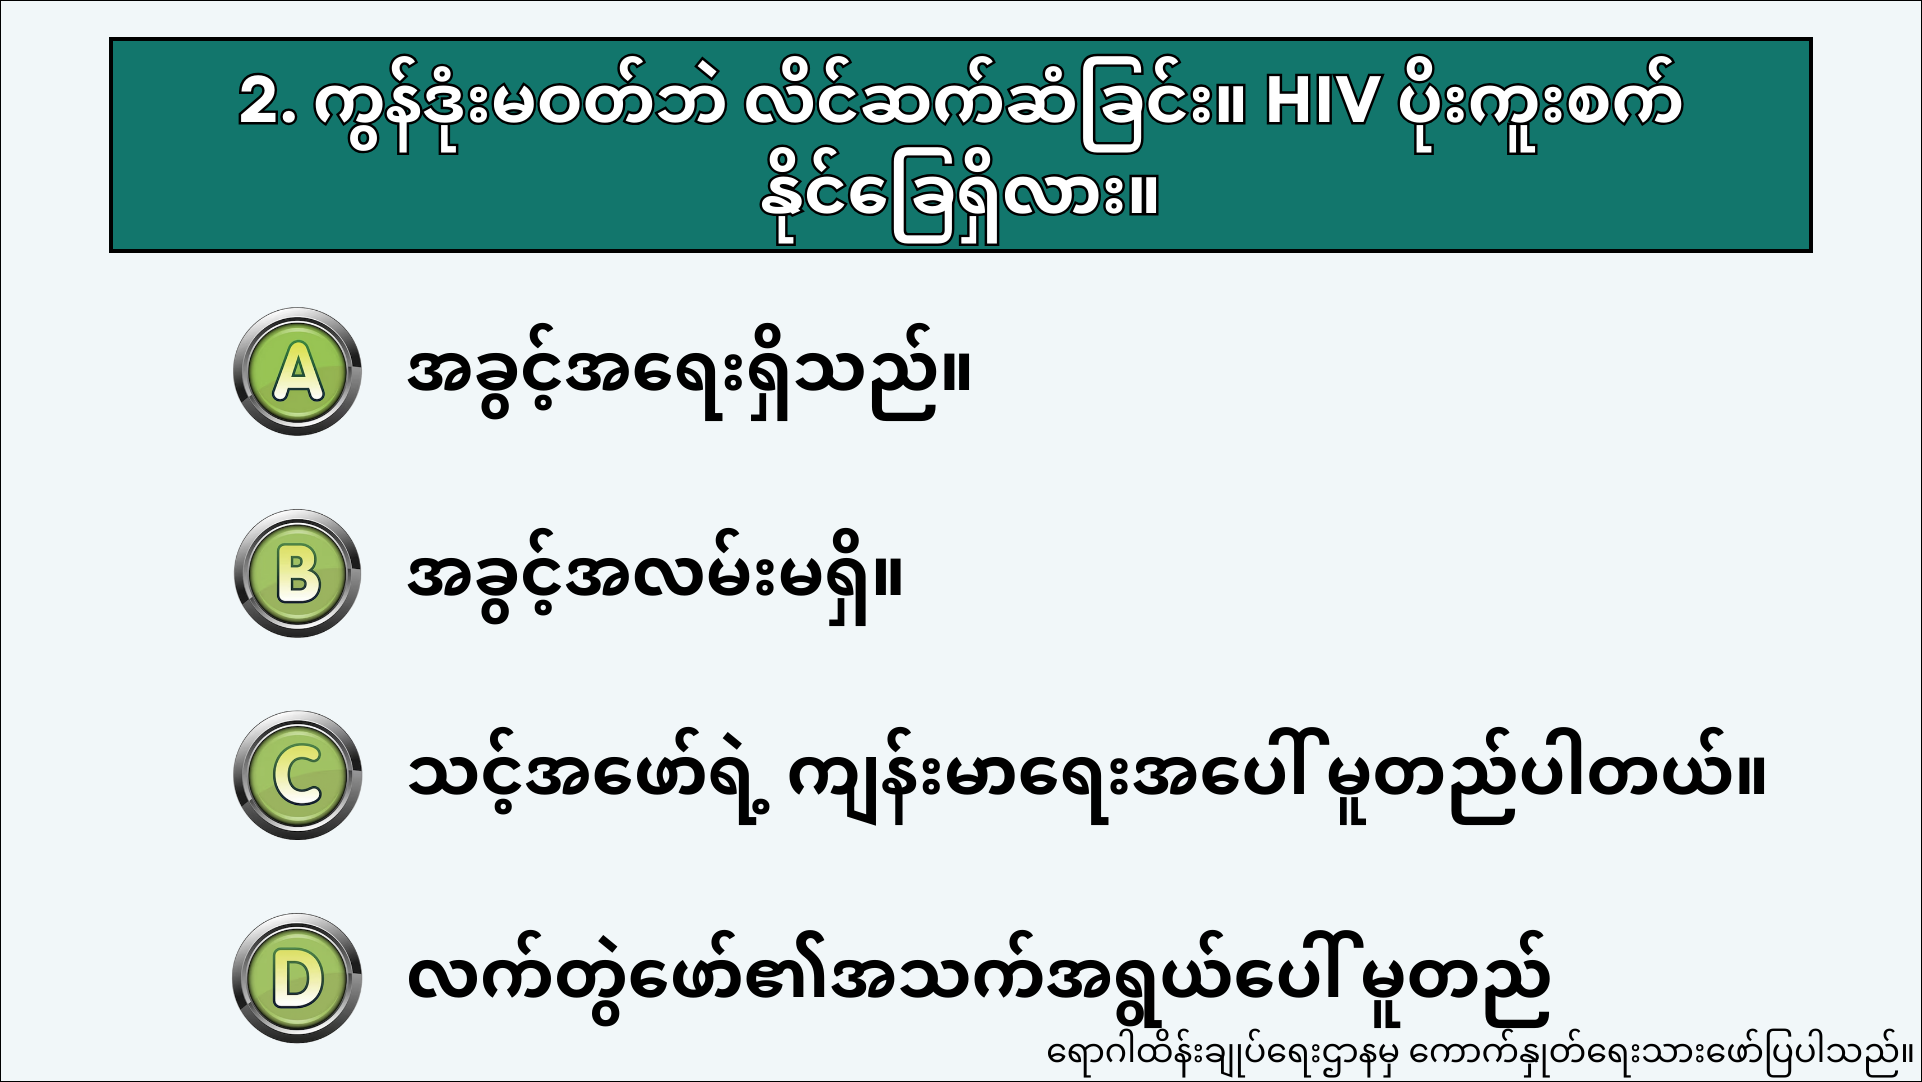 2. ကွန်ဒုံးမဝတ်ဘဲ လိင်ဆက်ဆံခြင်း။ HIV ပိုးကူးစက်
နိုင်ခြေရှိလား။
A အခွင့်အရေးရှိသည်။
B အခွင့်အလမ်းမရှိ။
C သင့်အဖော်ရဲ့ ကျန်းမာရေးအပေါ် မူတည်ပါတယ်။
D လက်တွဲဖော်၏အသက်အရွယ်ပေါ် မူတည်
ရောဂါထိန်းချုပ်ရေးဌာနမှ ကောက်နှုတ်ရေးသားဖော်ပြပါသည်။